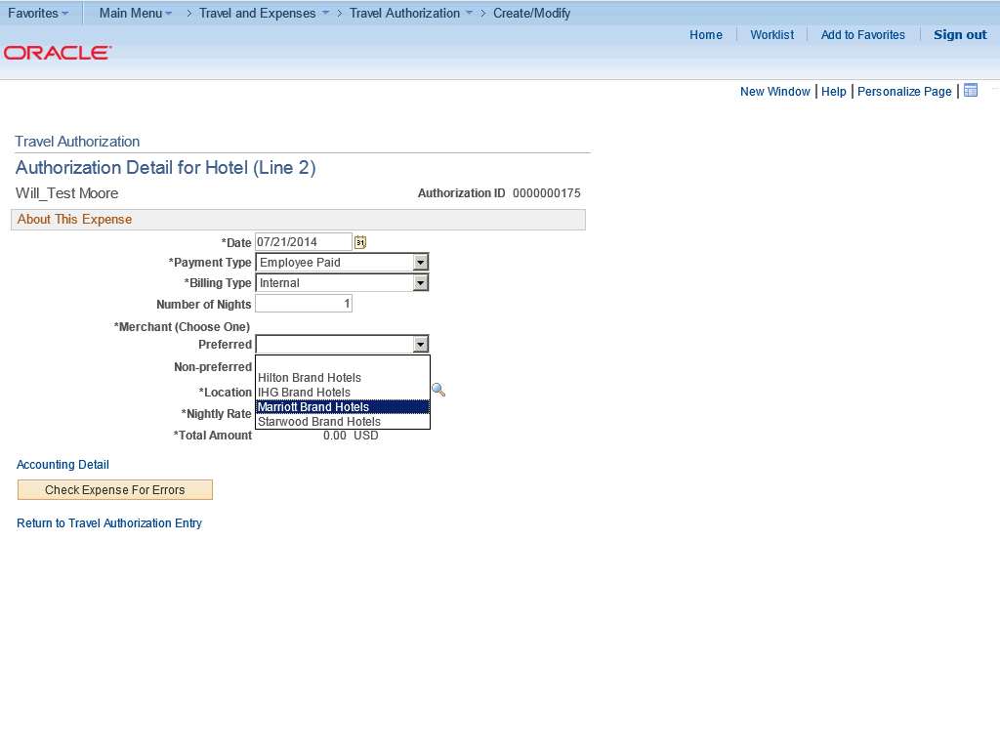 Favorites Main Menu > Travel and Expenses > Travel Authorization > Create/Modify
Home Worklist Add to Favorites Sign out
ORACLE
New Window | Help | Personalize Page |
Travel Authorization
Authorization Detail for Hotel (Line 2)
Will_Test Moore Authorization ID 0000000175
About This Expense
*Date 07/21/2014 31
*Payment Type Employee Paid
*Billing Type Internal
Number of Nights 1
*Merchant (Choose One)
Preferred
Non-preferred
Hilton Brand Hotels
*Location IHG Brand Hotels
Marriott Brand Hotels
*Nightly Rate
Starwood Brand Hotels
*Total Amount 0.00 USD
Accounting Detail
Check Expense For Errors
Return to Travel Authorization Entry